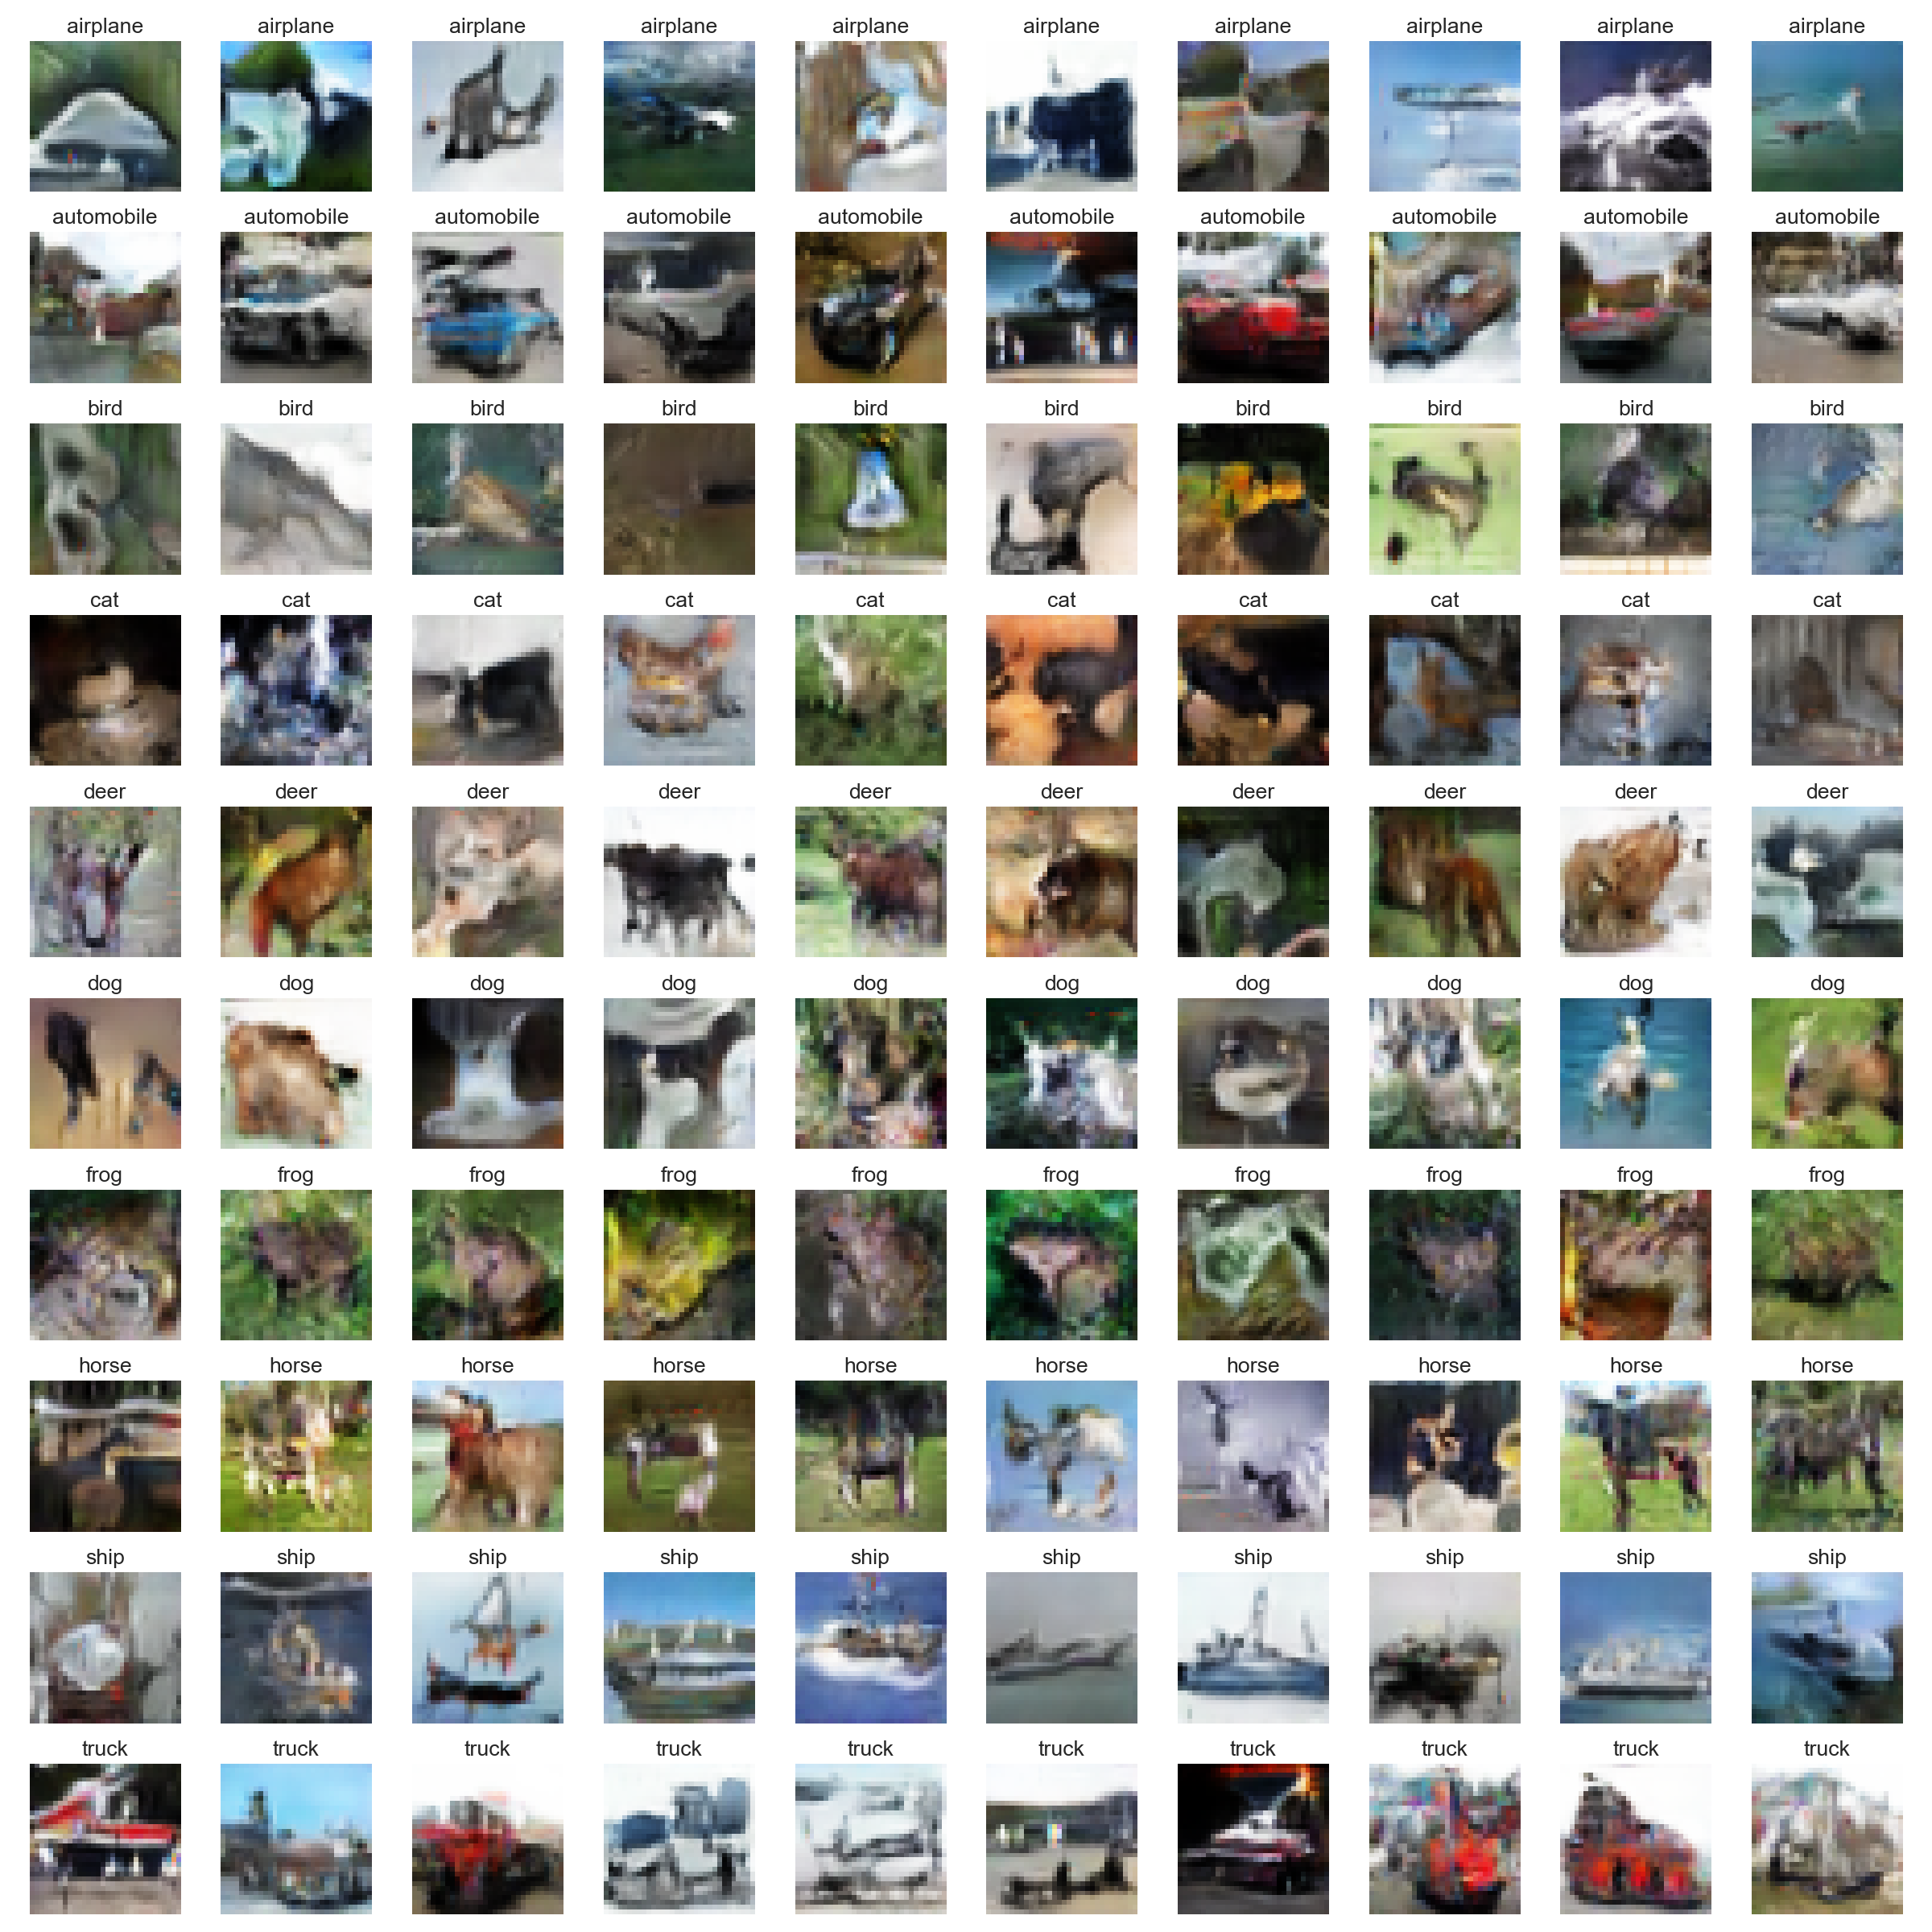 airplane airplane airplane airplane airplane airplane airplane airplane airplane airplane
automobile automobile automobile automobile automobile automobile automobile automobile automobile automobile
bird bird bird bird bird bird bird bird bird bird
cat cat cat cat cat cat cat cat cat cat
deer deer deer deer deer deer deer deer deer deer
dog dog dog dog dog dog dog dog dog dog
frog frog frog frog frog frog frog frog frog frog
horse horse horse horse horse horse horse horse horse horse
ship ship ship ship ship ship ship ship ship ship
truck truck truck truck truck truck truck truck truck truck